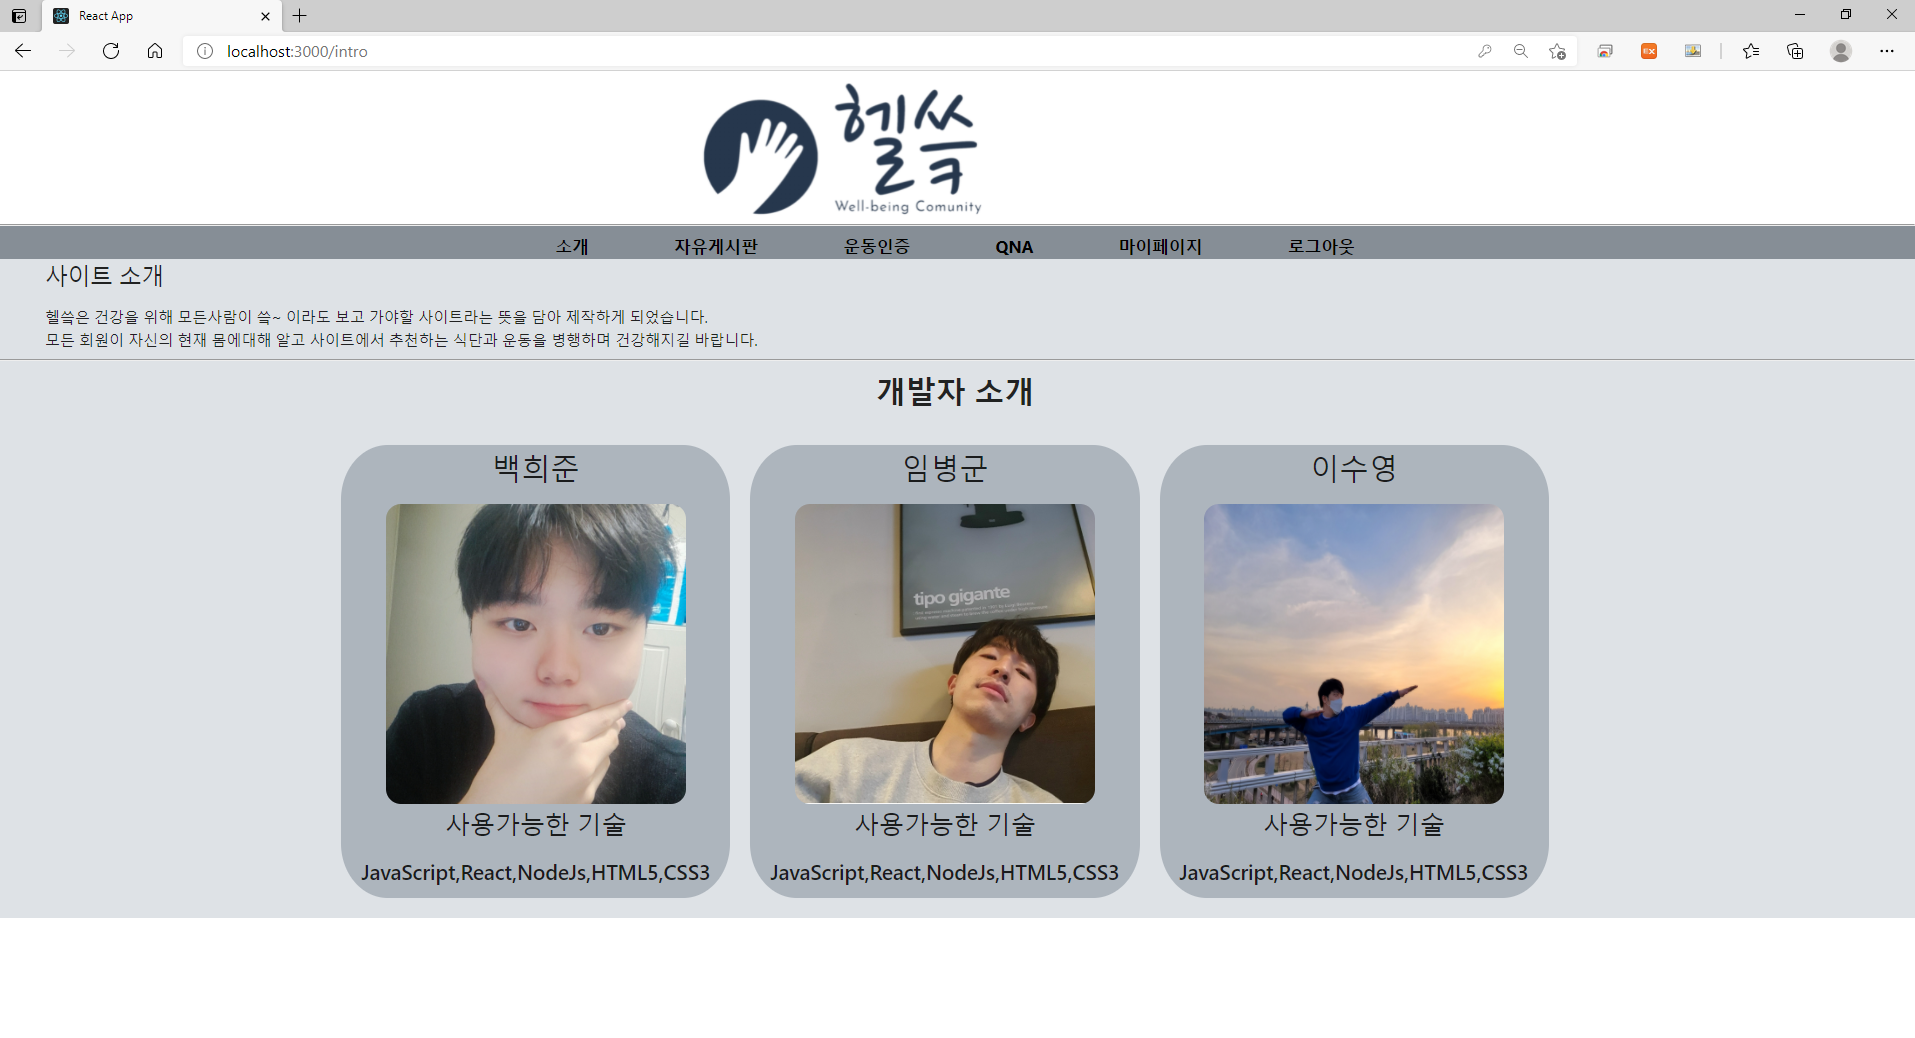 React App
localhost:3000/intro
헬쓱
Well-being Comunity
소개 자유게시판 운동인증 QNA 마이페이지 로그아웃
사이트 소개
헬쓱은 건강을 위해 모든사람이 쓱~ 이라도 보고 가야할 사이트라는 뜻을 담아 제작하게 되었습니다.
모든 회원이 자신의 현재 몸에대해 알고 사이트에서 추천하는 식단과 운동을 병행하며 건강해지길 바랍니다.
개발자 소개
백희준
사용가능한 기술
JavaScript,React,NodeJs,HTML5,CSS3
임병군
tipo gigante
사용가능한 기술
JavaScript,React,NodeJs,HTML5,CSS3
이수영
사용가능한 기술
JavaScript,React,NodeJs,HTML5,CSS3